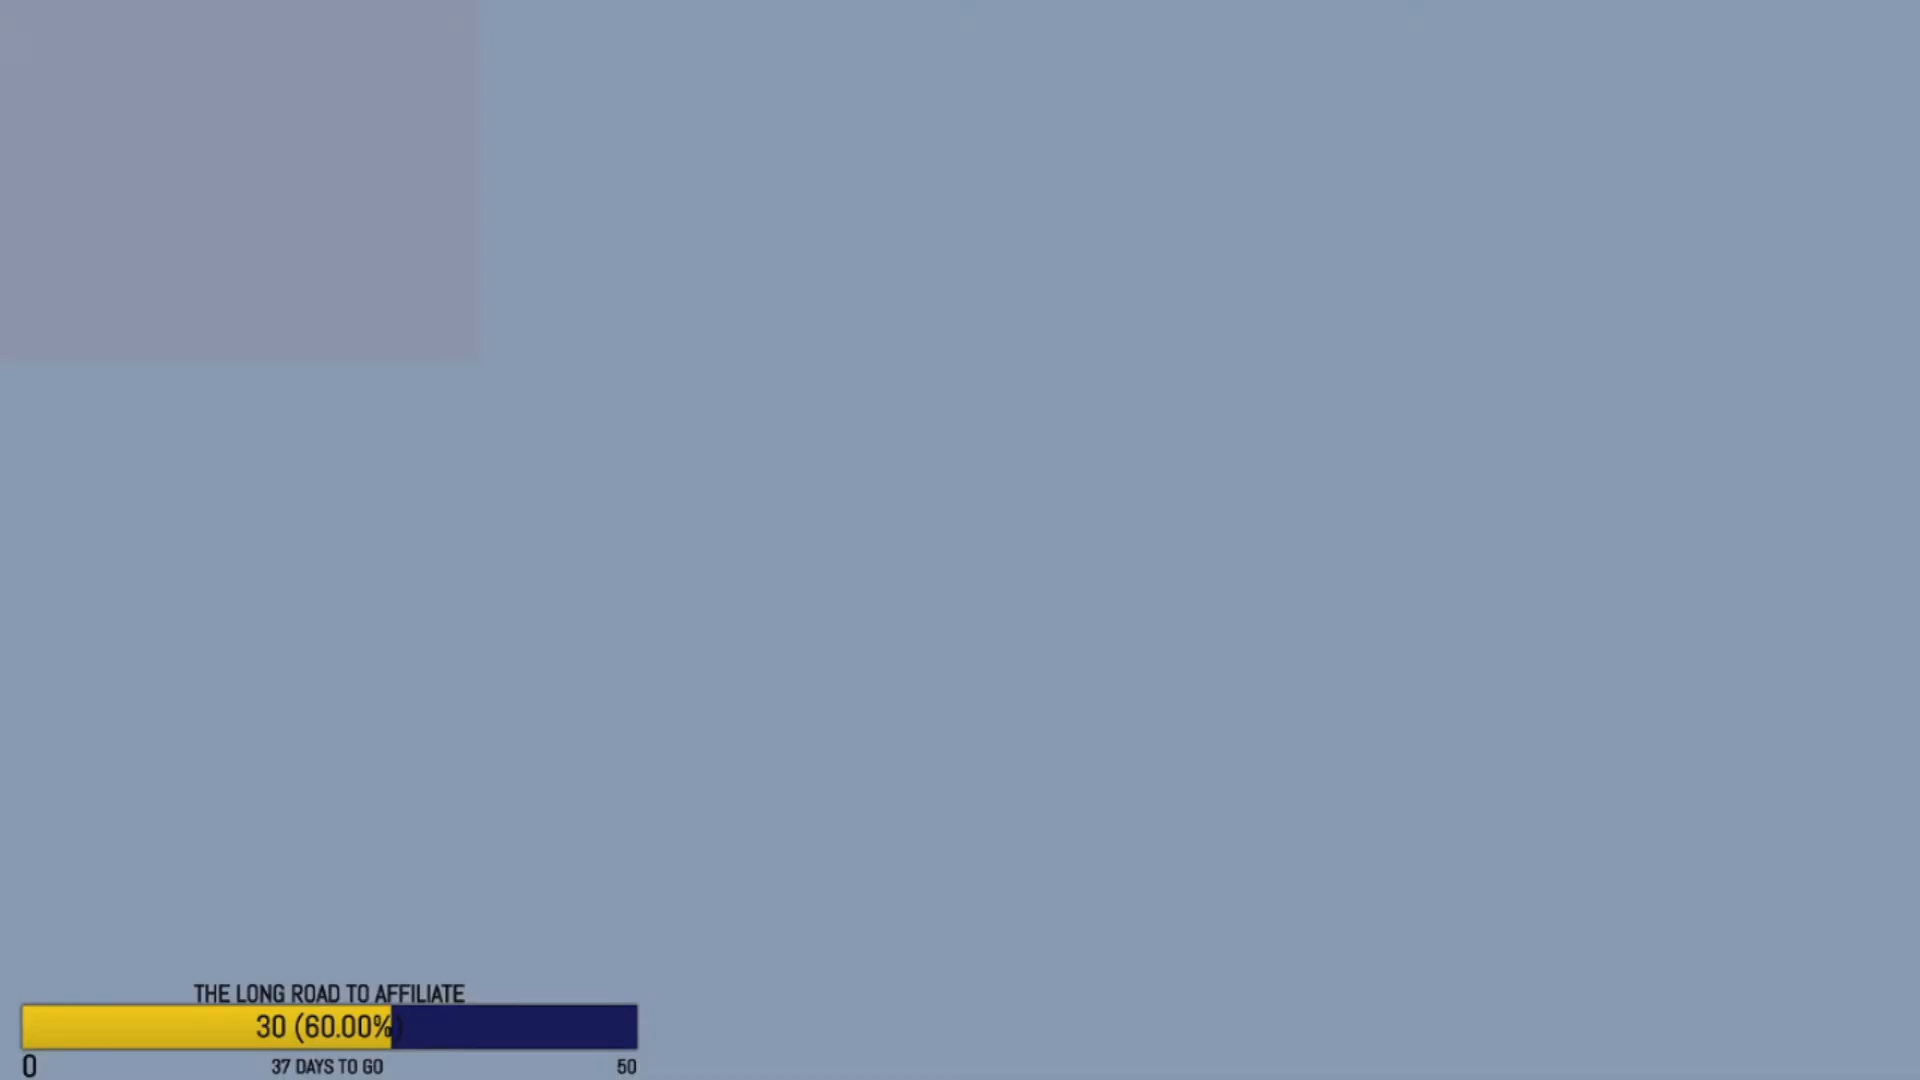 THE LONG ROAD TO AFFILIATE
30 (60.00%)
0
37 DAYS TO GO
50